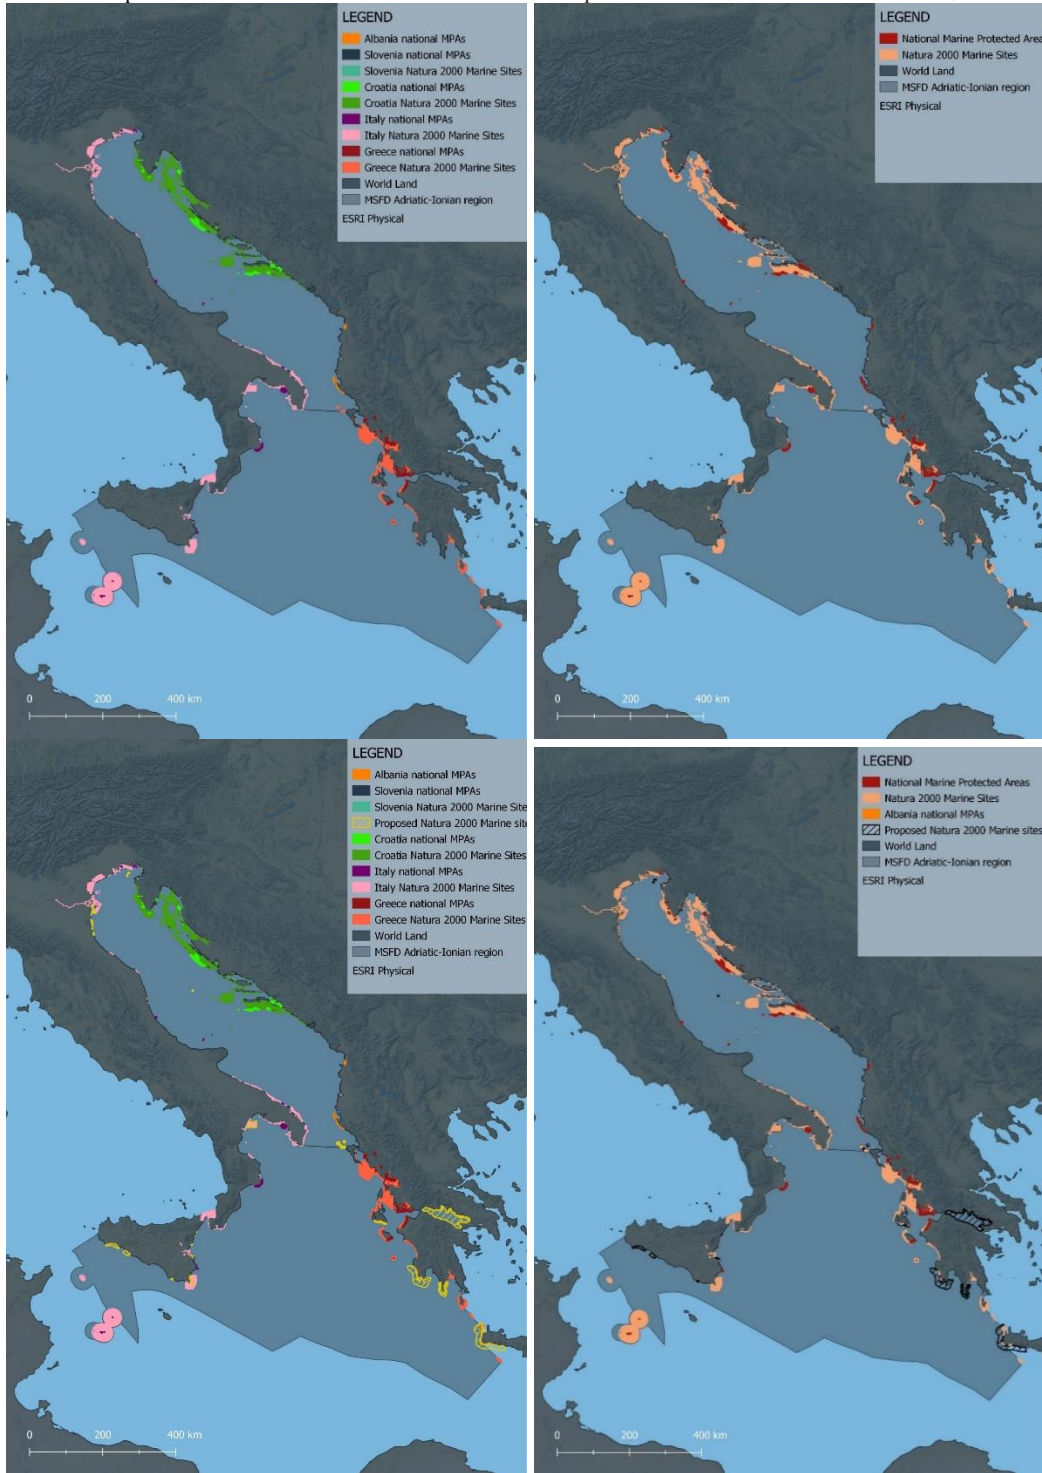 LEGEND
Albania national MPAs
Slovenia national MPAs
Slovenia Natura 2000 Marine Sites
Croatia national MPAs
Croatia Natura 2000 Marine Sites
Italy national MPAs
Italy Natura 2000 Marine Sites
Greece national MPAs
Greece Natura 2000 Marine Sites
World Land
MSFD Adriatic-Ionian region
ESRI Physical
0 200 400 km
LEGEND
National Marine Protected Areas
Natura 2000 Marine Sites
World Land
MSFD Adriatic-Ionian region
ESRI Physical
0 200 400 km
LEGEND
Albania national MPAs
Slovenia national MPAs
Slovenia Natura 2000 Marine Site
Proposed Natura 2000 Marine sit
Croatia national MPAs
Croatia Natura 2000 Marine Sites
Italy national MPAs
Italy Natura 2000 Marine Sites
Greece national MPAs
Greece Natura 2000 Marine Sites
World Land
MSFD Adriatic-Ionian region
ESRI Physical
0 200 400 km
LEGEND
National Marine Protected Areas
Natura 2000 Marine Sites
Albania national MPAs
Proposed Natura 2000 Marine sites
World Land
MSFD Adriatic-Ionian region
ESRI Physical
0 200 400 km